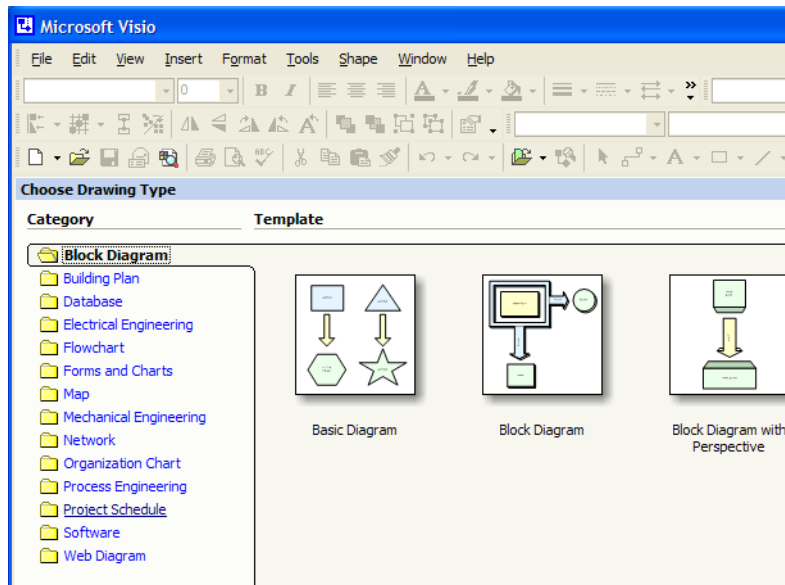 Microsoft Visio
File Edit View Insert Format Tools Shape Window Help
0 B I A
A
ABC A
Choose Drawing Type
Category Template
Block Diagram
Building Plan
Database
Electrical Engineering
Flowchart
Forms and Charts
Map
Mechanical Engineering
Network
Organization Chart
Process Engineering
Project Schedule
Software
Web Diagram
Basic Diagram
Block Diagram
Block Diagram with
Perspective